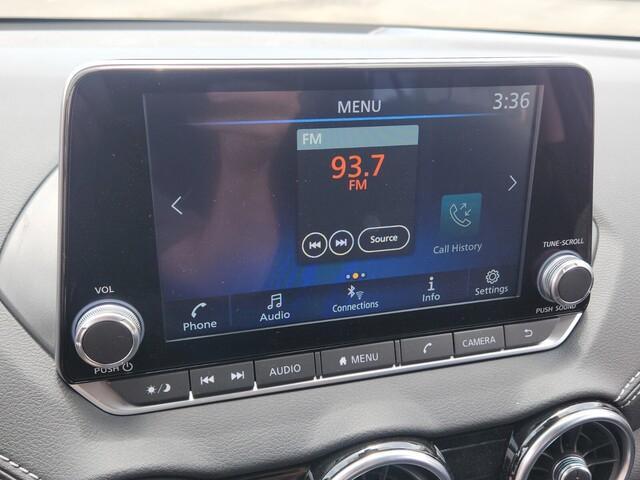 MENU
3:36
FM
93.7
FM
Source
Call History
Phone
Audio
Connections
Info
Settings
VOL
PUSH
TUNE-SCROLL
PUSH SOUND
AUDIO
MENU
CAMERA